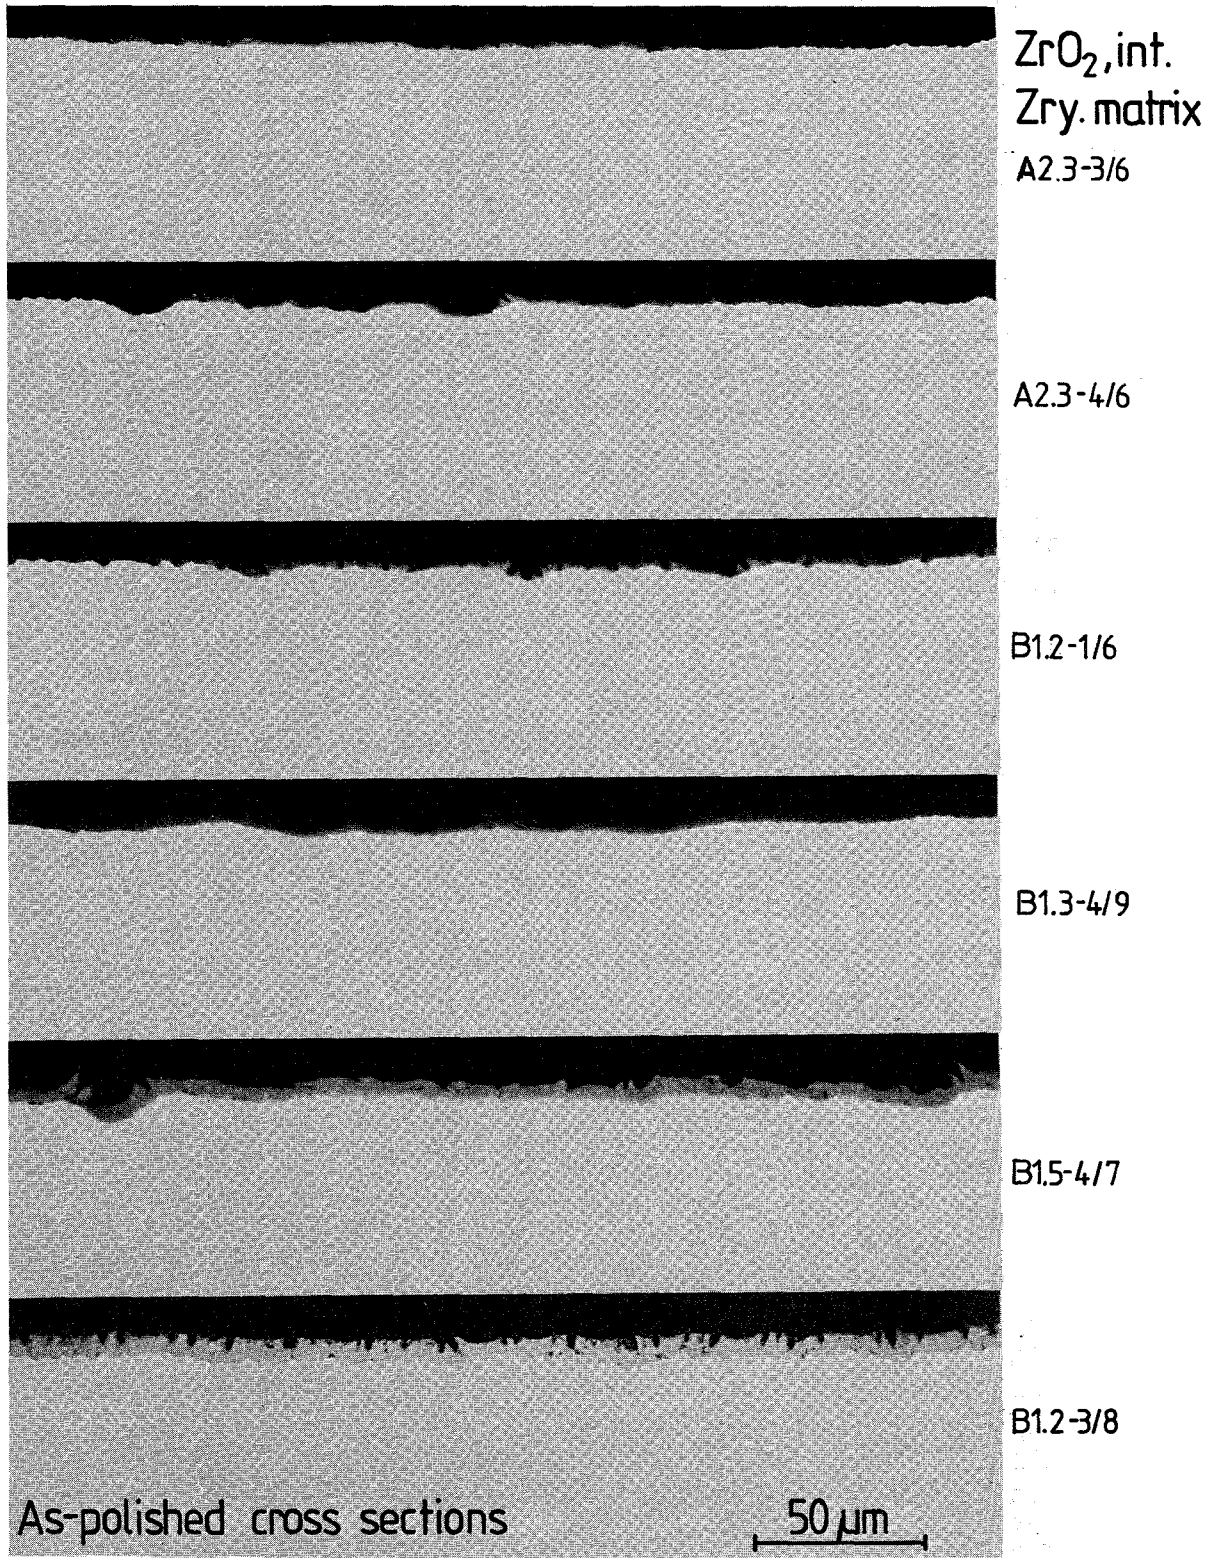 ZrO₂, int.
Zry. matrix
A2.3-3/6
A2.3-4/6
B1.2-1/6
B1.3-4/9
B1.5-4/7
B1.2-3/8
As-polished cross sections
50 µm